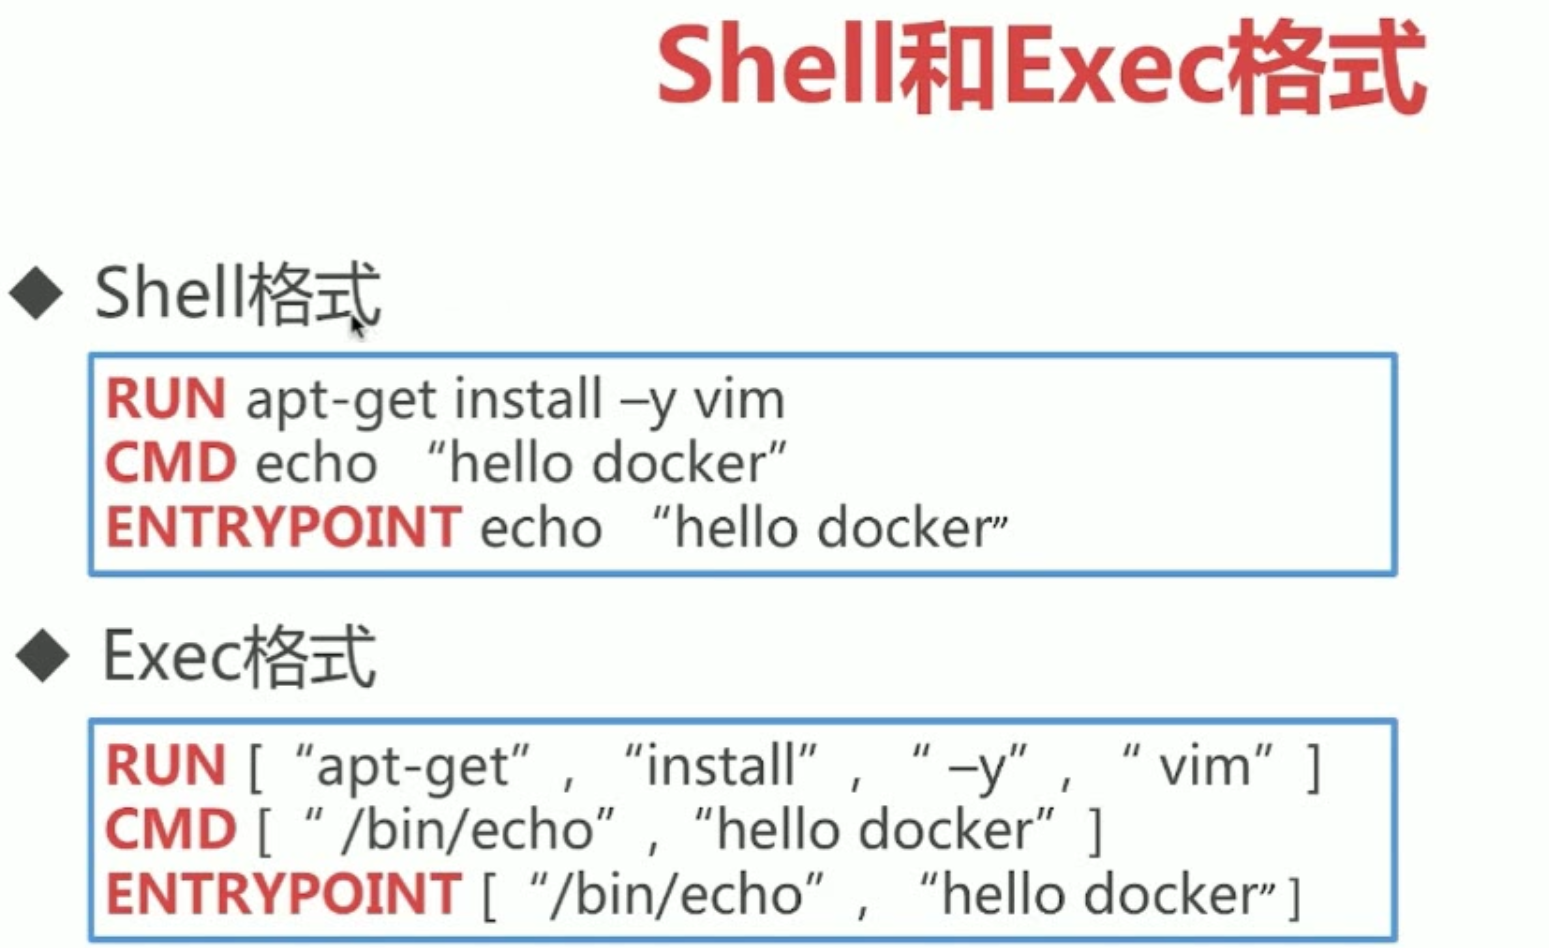 Shell和Exec格式
Shell格式
RUN apt-get install –y vim
CMD echo “hello docker”
ENTRYPOINT echo “hello docker”
Exec格式
RUN [ “apt-get” , “install” , “ –y” , “ vim” ]
CMD [ “ /bin/echo” , “hello docker” ]
ENTRYPOINT [ “/bin/echo” , “hello docker” ]